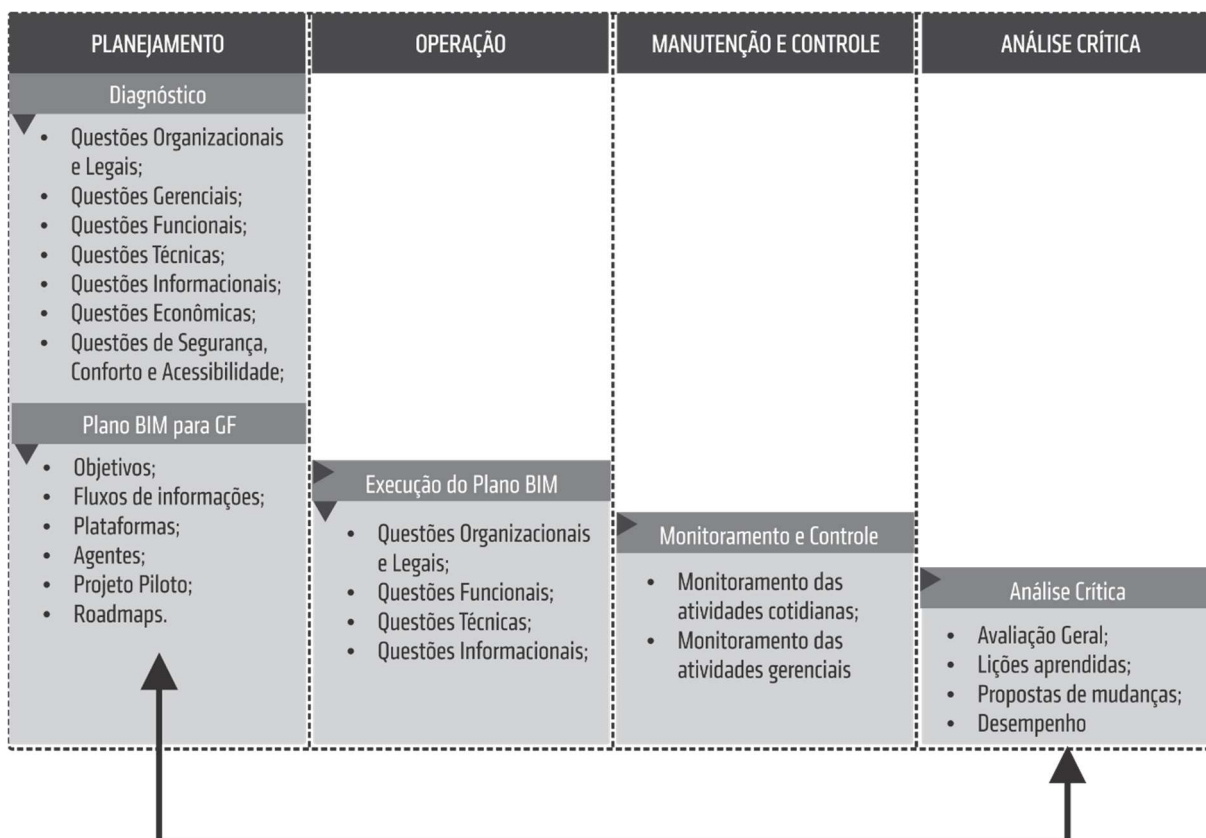 PLANEJAMENTO
OPERAÇÃO
MANUTENÇÃO E CONTROLE
ANÁLISE CRÍTICA
Diagnóstico
• Questões Organizacionais
e Legais;
• Questões Gerenciais;
• Questões Funcionais;
• Questões Técnicas;
• Questões Informacionais;
• Questões Econômicas;
• Questões de Segurança,
Conforto e Acessibilidade;
Plano BIM para GF
• Objetivos;
• Fluxos de informações;
• Plataformas;
• Agentes;
• Projeto Piloto;
• Roadmaps.
Execução do Plano BIM
• Questões Organizacionais
e Legais;
• Questões Funcionais;
• Questões Técnicas;
• Questões Informacionais;
Monitoramento e Controle
• Monitoramento das
atividades cotidianas;
• Monitoramento das
atividades gerenciais
Análise Crítica
• Avaliação Geral;
• Lições aprendidas;
• Propostas de mudanças;
• Desempenho